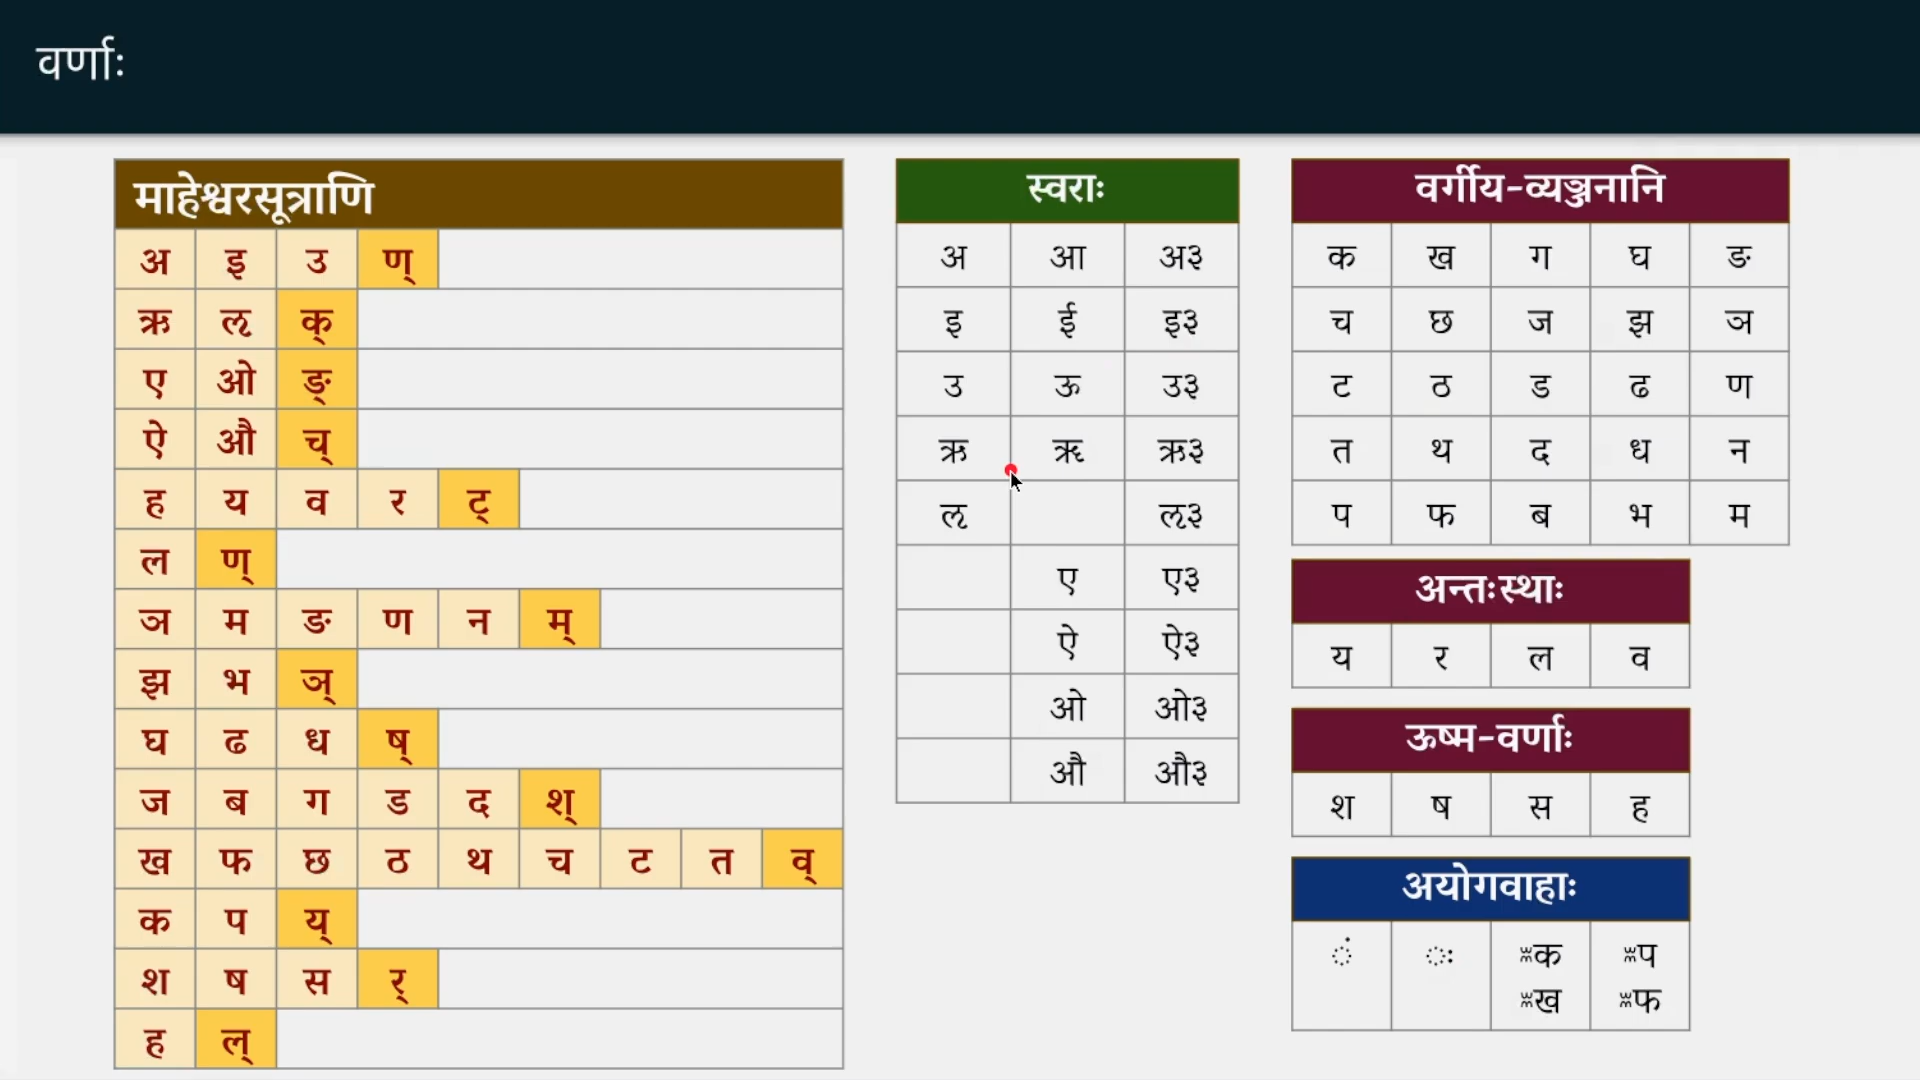 वर्णाः
माहेश्वरसूत्राणि
अ इ उ ण्
ऋ ऌ क्
ए ओ ङ्
ऐ औ च्
ह य व र ट्
ल ण्
ञ म ङ ण न म्
झ भ ञ्
घ ढ ध ष्
ज ब ग ड द श्
ख फ छ ठ थ च ट त व्
क प य्
श ष स र्
ह ल्
स्वराः
अ आ अ३
इ ई इ३
उ ऊ उ३
ऋ ॠ ऋ३
ऌ ऌ३
ए ए३
ऐ ऐ३
ओ ओ३
औ औ३
वर्गीय-व्यञ्जनानि
क ख ग घ ङ
च छ ज झ ञ
ट ठ ड ढ ण
त थ द ध न
प फ ब भ म
अन्तःस्थाः
य र ल व
ऊष्म-वर्णाः
श ष स ह
अयोगवाहाः
ं ः ᳵक ᳶप
ᳵख ᳶफ